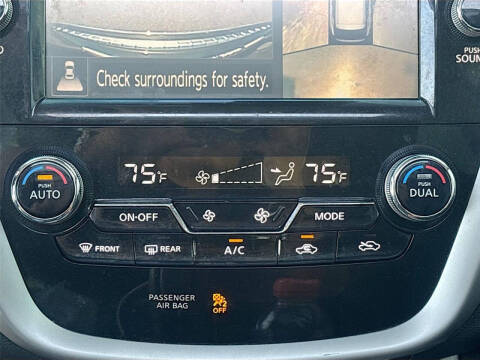 Check surroundings for safety.
PUSH
SOUND
75°F
75°F
PUSH
AUTO
PUSH
DUAL
ON·OFF
MODE
FRONT
REAR
A/C
PASSENGER
AIR BAG
2
OFF